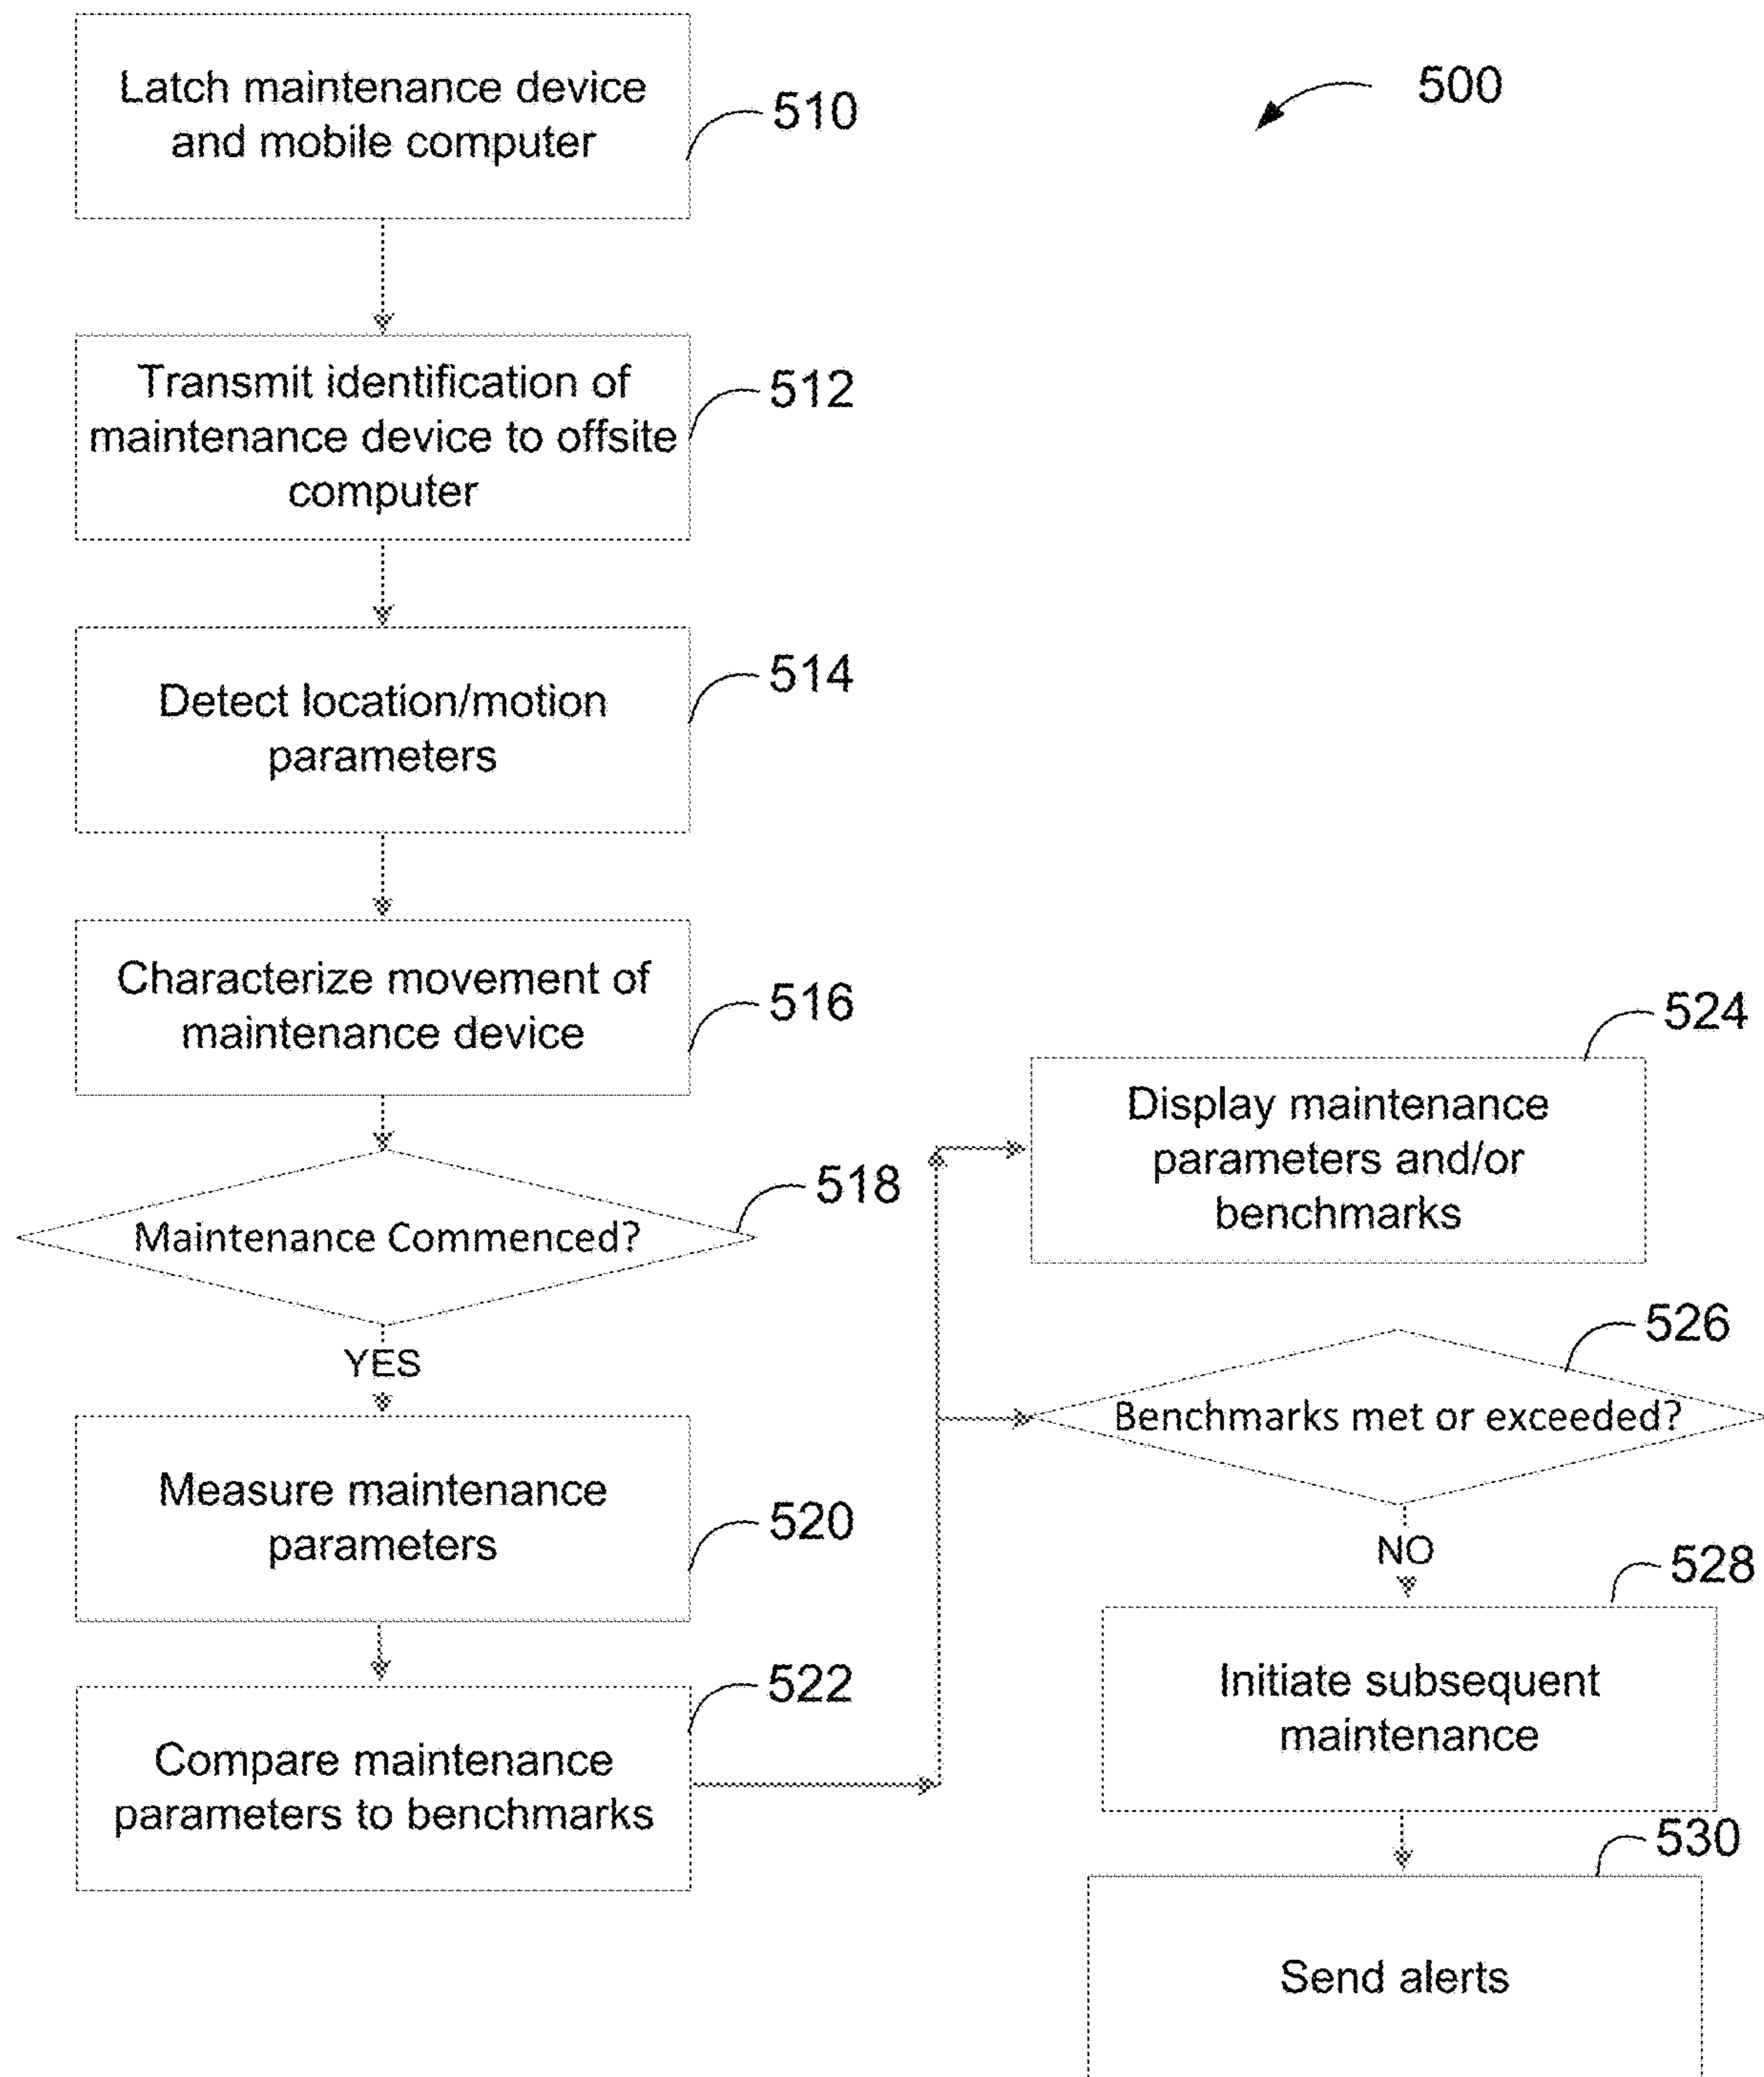 Latch maintenance device
and mobile computer
510
500
Transmit identification of
maintenance device to offsite
computer
512
Detect location/motion
parameters
514
Characterize movement of
maintenance device
516
Maintenance Commenced?
518
YES
Measure maintenance
parameters
520
Compare maintenance
parameters to benchmarks
522
Display maintenance
parameters and/or
benchmarks
524
Benchmarks met or exceeded?
526
NO
Initiate subsequent
maintenance
528
Send alerts
530